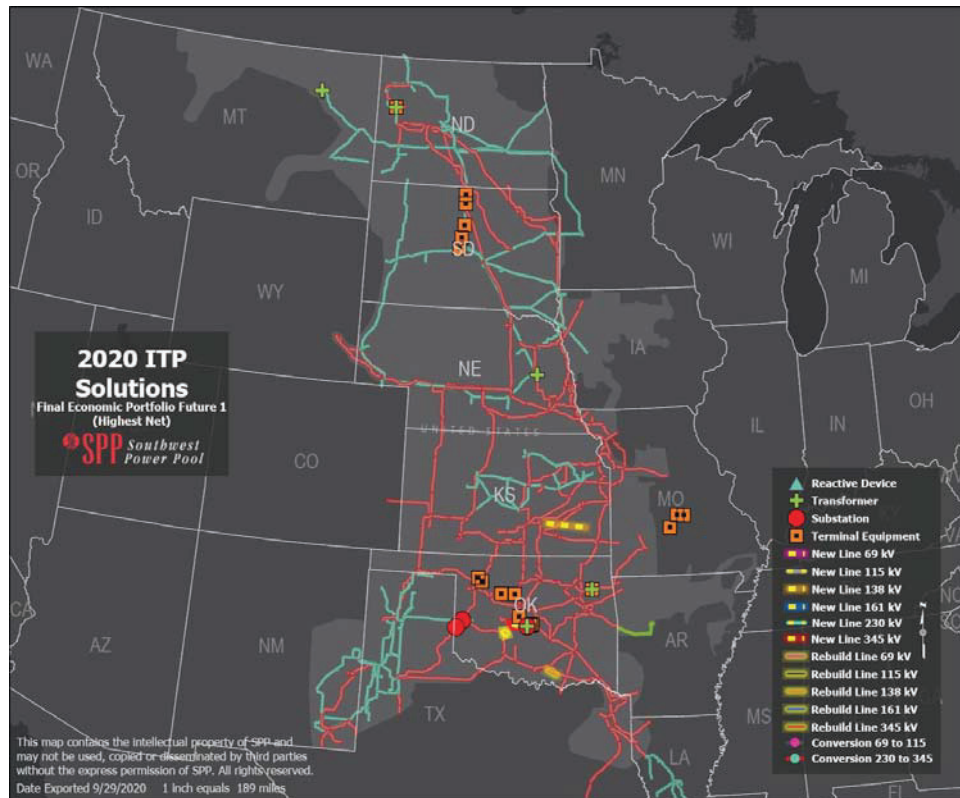 WA
MT
ND
MN
OR
ID
SD
WI
MI
WY
IA
NE
2020 ITP
Solutions
Final Economic Portfolio Future 1
(Highest Net)
SPP Southwest
Power Pool
UNITED STATES
IL
IN
OH
CO
KS
MO
Reactive Device
Transformer
Substation
Terminal Equipment
New Line 69 kV
New Line 115 kV
New Line 138 kV
New Line 161 kV
New Line 230 kV
New Line 345 kV
Rebuild Line 69 kV
Rebuild Line 115 kV
Rebuild Line 138 kV
Rebuild Line 161 kV
Rebuild Line 345 kV
Conversion 69 to 115
Conversion 230 to 345
N
VA
NC
SC
CA
AZ
NM
OK
AR
TX
MS
LA
FL
This map contains the intellectual property of SPP and
may not be used, copied or disseminated by third parties
without the express permission of SPP. All rights reserved.
Date Exported 9/29/2020 1 inch equals 189 miles